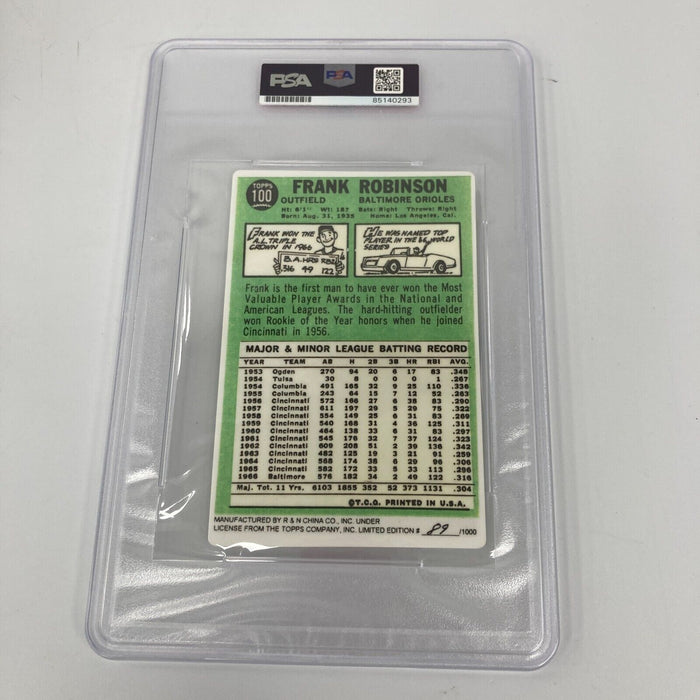 PSA
PSA
85140293
TOPPS
100
FRANK ROBINSON
OUTFIELD BALTIMORE ORIOLES
Ht: 6'1" Wt: 187 Bats: Right Throws: Right
Born: Aug. 31, 1935 Home: Los Angeles, Cal.
FRANK WON THE
A.L. TRIPLE
CROWN IN 1966
B.A. HRS RBI
.316 49 122
HE WAS NAMED TOP
PLAYER IN THE 66 WORLD
SERIES
Frank is the first man to have ever won the Most
Valuable Player Awards in the National and
American Leagues. The hard-hitting outfielder
won Rookie of the Year honors when he joined
Cincinnati in 1956.
MAJOR & MINOR LEAGUE BATTING RECORD
YEAR TEAM AB H 2B 3B HR RBI AVG.
1953 Ogden 270 94 20 6 17 83 .348
1954 Tulsa 30 8 0 0 0 1 .267
1954 Columbia 491 165 32 9 25 110 .336
1955 Columbia 243 64 15 7 12 52 .263
1956 Cincinnati 572 166 27 6 38 83 .290
1957 Cincinnati 611 197 29 5 29 75 .322
1958 Cincinnati 554 149 25 6 31 83 .269
1959 Cincinnati 540 168 31 4 36 125 .311
1960 Cincinnati 464 138 33 6 31 83 .297
1961 Cincinnati 545 176 32 7 37 124 .323
1962 Cincinnati 609 208 51 2 39 136 .342
1963 Cincinnati 482 125 19 3 21 91 .259
1964 Cincinnati 568 174 38 6 29 96 .306
1965 Cincinnati 582 172 33 5 33 113 .296
1966 Baltimore 576 182 34 2 49 122 .316
Maj. Tot. 11 Yrs. 6103 1855 352 52 373 1131 .304
©T.C.G. PRINTED IN U.S.A.
MANUFACTURED BY R & N CHINA CO., INC. UNDER
LICENSE FROM THE TOPPS COMPANY, INC. LIMITED EDITION # 89 /1000